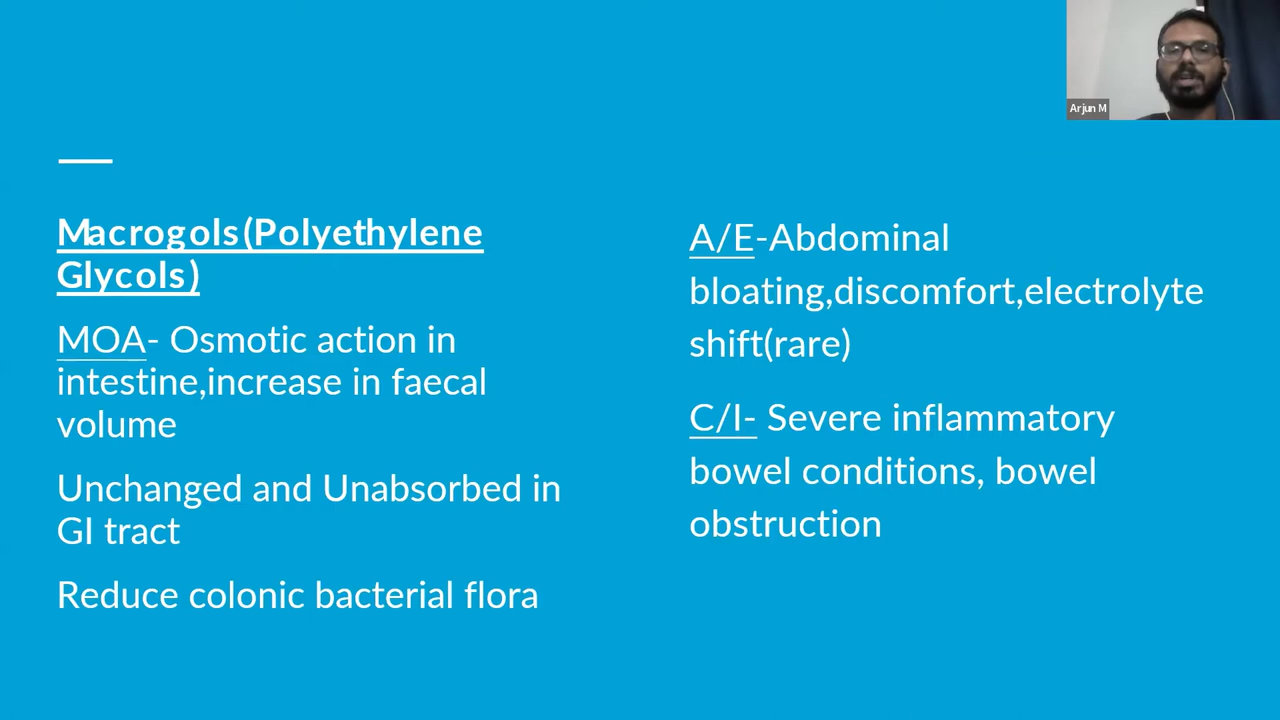 Arjun M
Macrogols(Polyethylene
Glycols)
MOA- Osmotic action in
intestine,increase in faecal
volume
Unchanged and Unabsorbed in
GI tract
Reduce colonic bacterial flora
A/E-Abdominal
bloating,discomfort,electrolyte
shift(rare)
C/I- Severe inflammatory
bowel conditions, bowel
obstruction